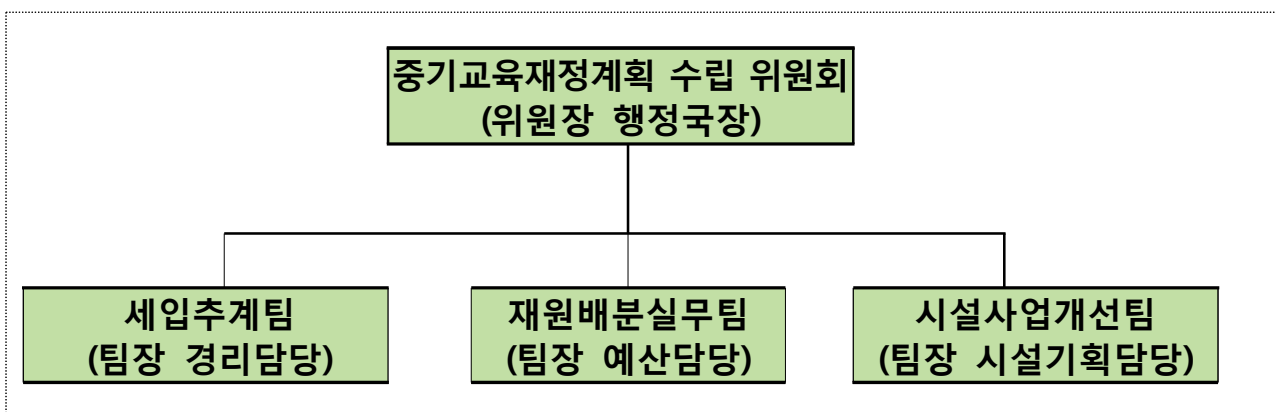 중기교육재정계획 수립 위원회
(위원장 행정국장)
세입추계팀
(팀장 경리담당)
재원배분실무팀
(팀장 예산담당)
시설사업개선팀
(팀장 시설기획담당)